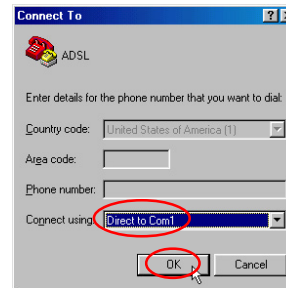 Connect To
ADSL
Enter details for the phone number that you want to dial:
Country code: United States of America (1)
Area code:
Phone number:
Connect using: Direct to Com1
OK Cancel